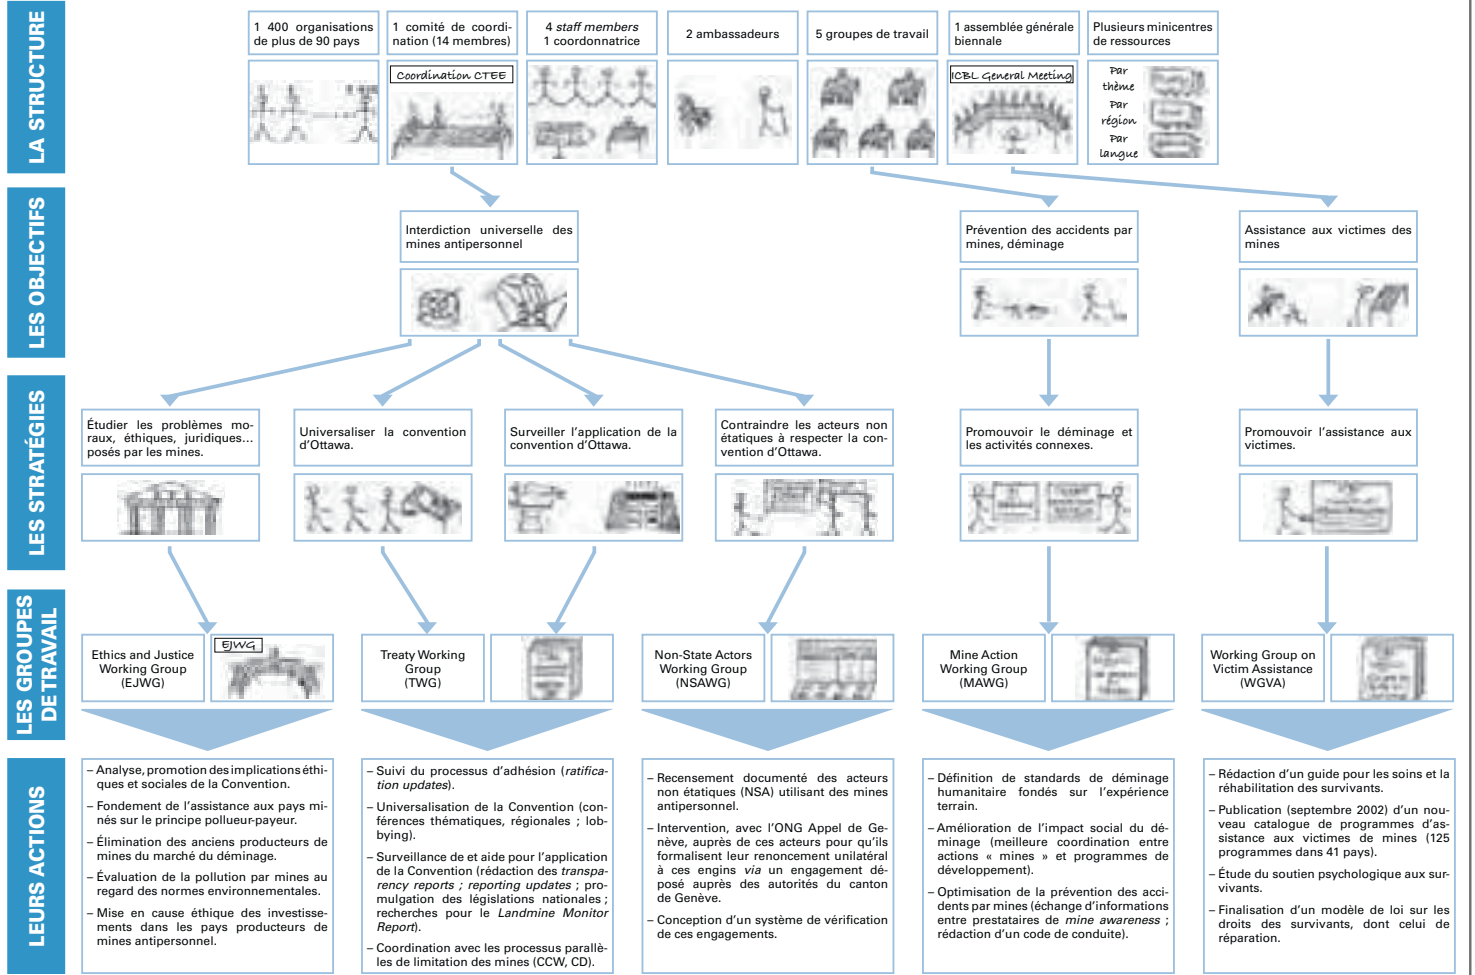 LA STRUCTURE
1 400 organisations
de plus de 90 pays
1 comité de coordi-
nation (14 membres)
4 staff members
1 coordonnatrice
2 ambassadeurs
5 groupes de travail
1 assemblée générale
biennale
Plusieurs minicentres
de ressources
Coordination CTEE
ICBL General Meeting
Par
thème
Par
région
Par
langue
LES OBJECTIFS
Interdiction universelle des
mines antipersonnel
Prévention des accidents par
mines, déminage
Assistance aux victimes des
mines
LES STRATÉGIES
Étudier les problèmes mo-
raux, éthiques, juridiques...
posés par les mines.
Universaliser la convention
d'Ottawa.
Surveiller l'application de la
convention d'Ottawa.
Contraindre les acteurs non
étatiques à respecter la con-
vention d'Ottawa.
Promouvoir le déminage et
les activités connexes.
Promouvoir l'assistance aux
victimes.
LES GROUPES
DE TRAVAIL
Ethics and Justice
Working Group
(EJWG)
EJWG
Treaty Working
Group
(TWG)
Non-State Actors
Working Group
(NSAWG)
Mine Action
Working Group
(MAWG)
Working Group on
Victim Assistance
(WGVA)
LEURS ACTIONS
– Analyse, promotion des implications éthi-
ques et sociales de la Convention.
– Fondement de l'assistance aux pays mi-
nés sur le principe pollueur-payeur.
– Élimination des anciens producteurs de
mines du marché du déminage.
– Évaluation de la pollution par mines au
regard des normes environnementales.
– Mise en cause éthique des investisse-
ments dans les pays producteurs de
mines antipersonnel.
– Suivi du processus d'adhésion (ratifica-
tion updates).
– Universalisation de la Convention (con-
férences thématiques, régionales ; lob-
bying).
– Surveillance de et aide pour l'application
de la Convention (rédaction des transpa-
rency reports ; reporting updates ; pro-
mulgation des législations nationales ;
recherches pour le Landmine Monitor
Report).
– Coordination avec les processus parallè-
les de limitation des mines (CCW, CD).
– Recensement documenté des acteurs
non étatiques (NSA) utilisant des mines
antipersonnel.
– Intervention, avec l'ONG Appel de Ge-
nève, auprès de ces acteurs pour qu'ils
formalisent leur renoncement unilatéral
à ces engins via un engagement dé-
posé auprès des autorités du canton
de Genève.
– Conception d'un système de vérification
de ces engagements.
– Définition de standards de déminage
humanitaire fondés sur l'expérience
terrain.
– Amélioration de l'impact social du dé-
minage (meilleure coordination entre
actions « mines » et programmes de
développement).
– Optimisation de la prévention des acci-
dents par mines (échange d'informations
entre prestataires de mine awareness ;
rédaction d'un code de conduite).
– Rédaction d'un guide pour les soins et la
réhabilitation des survivants.
– Publication (septembre 2002) d'un nou-
veau catalogue de programmes d'as-
sistance aux victimes de mines (125
programmes dans 41 pays).
– Étude du soutien psychologique aux sur-
vivants.
– Finalisation d'un modèle de loi sur les
droits des survivants, dont celui de
réparation.